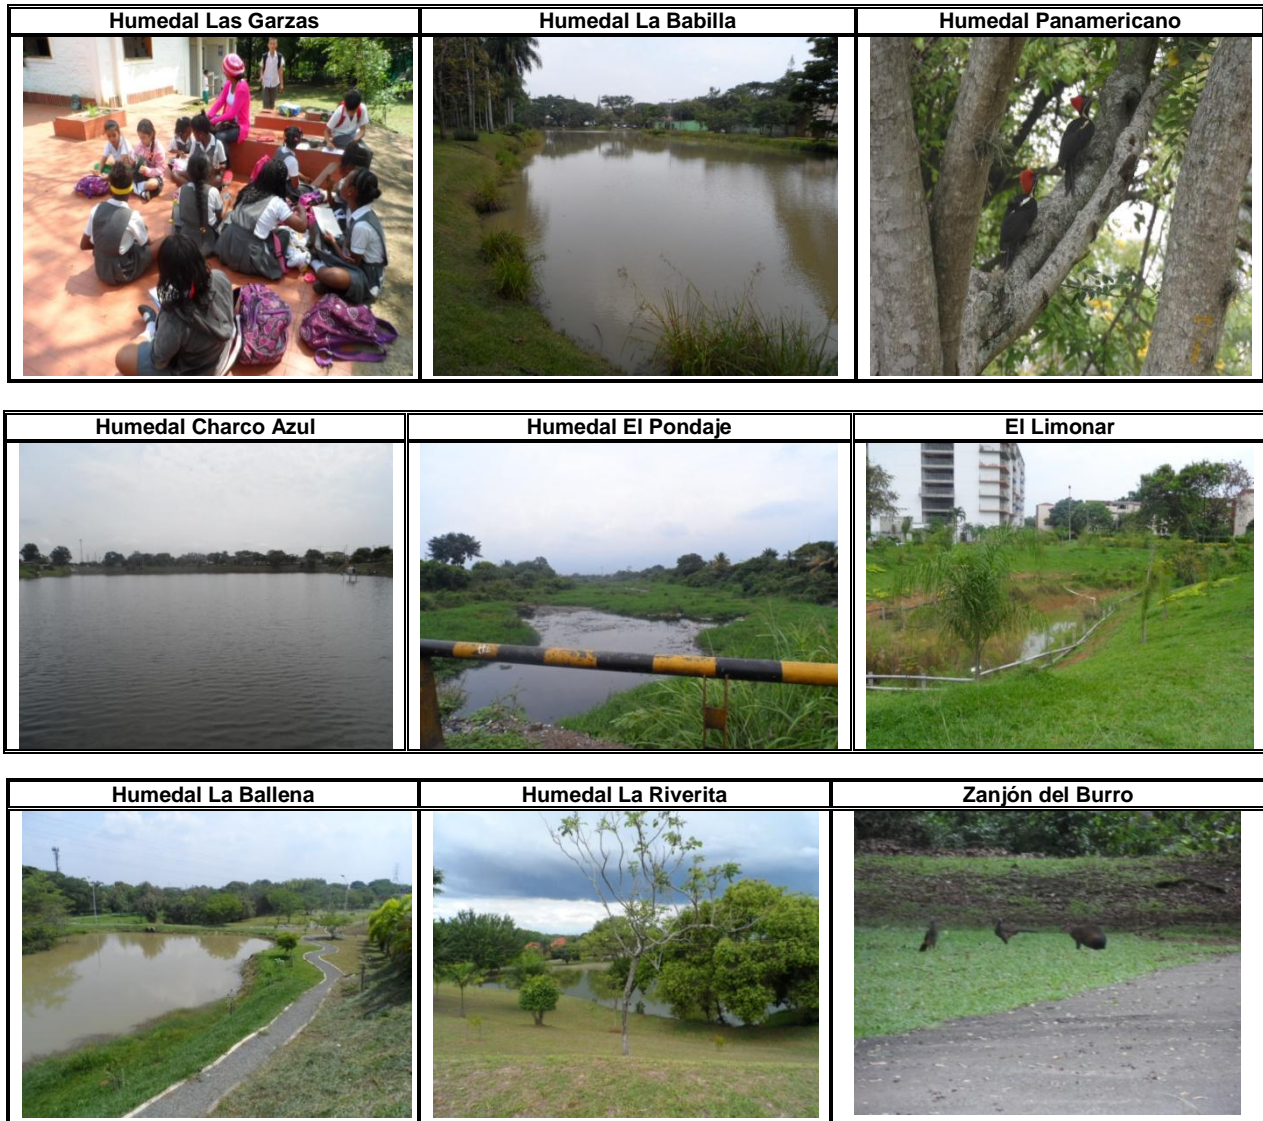 Humedal Las Garzas
Humedal La Babilla
Humedal Panamericano
Humedal Charco Azul
Humedal El Pondaje
El Limonar
Humedal La Ballena
Humedal La Riverita
Zanjón del Burro